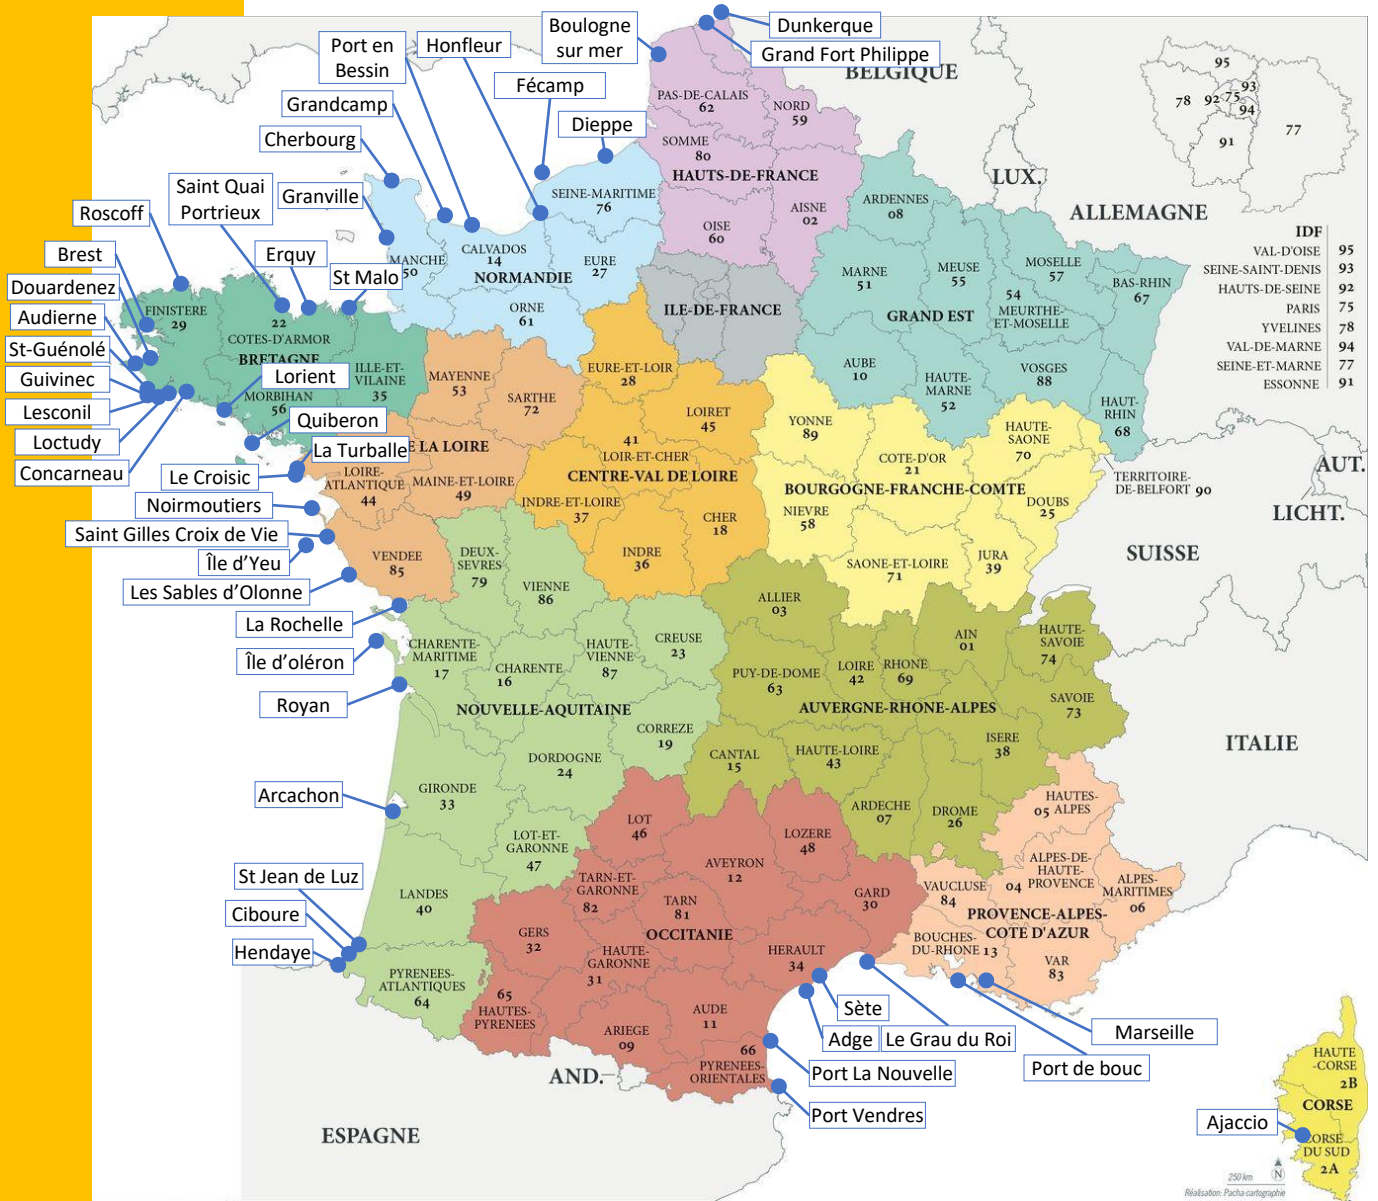 Dunkerque
Grand Fort Philippe
Boulogne
sur mer
Honfleur
Port en
Bessin
Fécamp
Grandcamp
Dieppe
Cherbourg
Saint Quai
Portrieux
Granville
Roscoff
Brest
Erquy
St Malo
Douardenez
Audierne
St-Guénolé
Guivinec
Lesconil
Loctudy
Concarneau
Lorient
Quiberon
La Turballe
Le Croisic
Noirmoutiers
Saint Gilles Croix de Vie
Île d’Yeu
Les Sables d’Olonne
La Rochelle
Île d’oléron
Royan
Arcachon
St Jean de Luz
Ciboure
Hendaye
Sète
Adge
Le Grau du Roi
Marseille
Port de bouc
Port La Nouvelle
Port Vendres
Ajaccio
BELGIQUE
LUX.
ALLEMAGNE
AUT.
LICHT.
SUISSE
ITALIE
AND.
ESPAGNE
PAS-DE-CALAIS
62
NORD
59
SOMME
80
HAUTS-DE-FRANCE
OISE
60
AISNE
02
SEINE-MARITIME
76
MANCHE
50
CALVADOS
14
NORMANDIE
EURE
27
ORNE
61
ILE-DE-FRANCE
ARDENNES
08
MARNE
51
MEUSE
55
MOSELLE
57
54
MEURTHE-
ET-MOSELLE
BAS-RHIN
67
GRAND EST
AUBE
10
HAUTE-
MARNE
52
VOSGES
88
HAUT-
RHIN
68
FINISTERE
29
22
COTES-D'ARMOR
BRETAGNE
ILLE-ET-
VILAINE
35
MORBIHAN
56
MAYENNE
53
SARTHE
72
E LA LOIRE
LOIRE-
ATLANTIQUE
44
MAINE-ET-LOIRE
49
VENDEE
85
EURE-ET-LOIR
28
LOIRET
45
41
LOIR-ET-CHER
CENTRE-VAL DE LOIRE
INDRE-ET-LOIRE
37
CHER
18
INDRE
36
YONNE
89
COTE-D'OR
21
HAUTE-
SAONE
70
BOURGOGNE-FRANCHE-COMTE
NIEVRE
58
DOUBS
25
SAONE-ET-LOIRE
71
JURA
39
TERRITOIRE-
DE-BELFORT 90
DEUX-
SEVRES
79
VIENNE
86
CHARENTE-
MARITIME
17
CHARENTE
16
HAUTE-
VIENNE
87
CREUSE
23
NOUVELLE-AQUITAINE
CORREZE
19
DORDOGNE
24
GIRONDE
33
LOT-ET-
GARONNE
47
LANDES
40
PYRENEES-
ATLANTIQUES
64
ALLIER
03
PUY-DE-DOME
63
LOIRE
42
RHONE
69
AIN
01
HAUTE-
SAVOIE
74
SAVOIE
73
AUVERGNE-RHONE-ALPES
ISERE
38
CANTAL
15
HAUTE-LOIRE
43
ARDECHE
07
DROME
26
LOT
46
LOZERE
48
AVEYRON
12
TARN-ET-
GARONNE
82
TARN
81
GARD
30
OCCITANIE
GERS
32
HAUTE-
GARONNE
31
HERAULT
34
65
HAUTES-
PYRENEES
ARIEGE
09
AUDE
11
66
PYRENEES-
ORIENTALES
HAUTES-
05 ALPES
ALPES-DE-
HAUTE-
04 PROVENCE
ALPES-
MARITIMES
06
VAUCLUSE
84
PROVENCE-ALPES-
COTE D'AZUR
BOUCHES-
DU-RHONE 13
VAR
83
HAUTE
-CORSE
2B
CORSE
CORSE
DU SUD
2A
95
78
92
75
93
94
91
77
IDF
VAL-D'OISE 95
SEINE-SAINT-DENIS 93
HAUTS-DE-SEINE 92
PARIS 75
YVELINES 78
VAL-DE-MARNE 94
SEINE-ET-MARNE 77
ESSONNE 91
250 km
N
Réalisation: Pacha cartographie